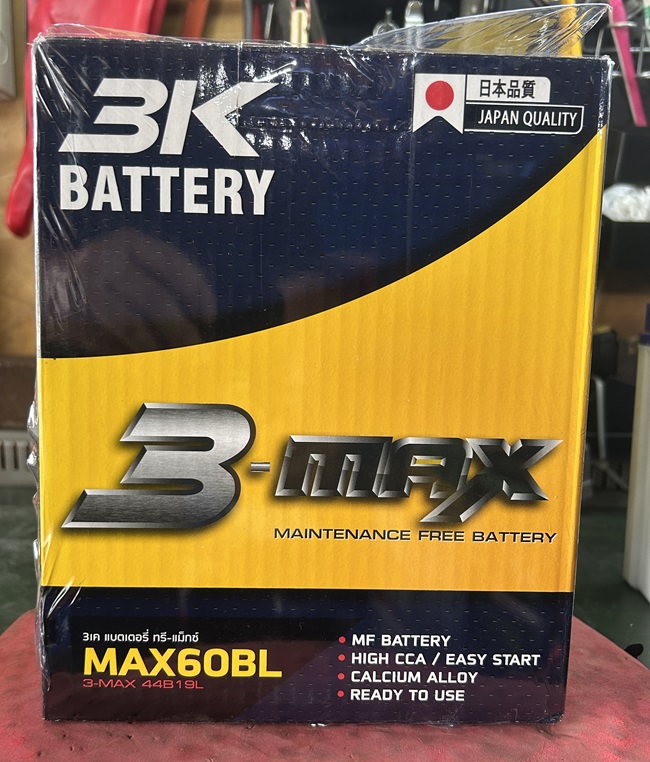 3K
BATTERY
日本品質
JAPAN QUALITY
3-MAX
MAINTENANCE FREE BATTERY
3เค แบตเตอรี่ ทรี-แม็กซ์
MAX60BL
3-MAX 44B19L
• MF BATTERY
• HIGH CCA / EASY START
• CALCIUM ALLOY
• READY TO USE